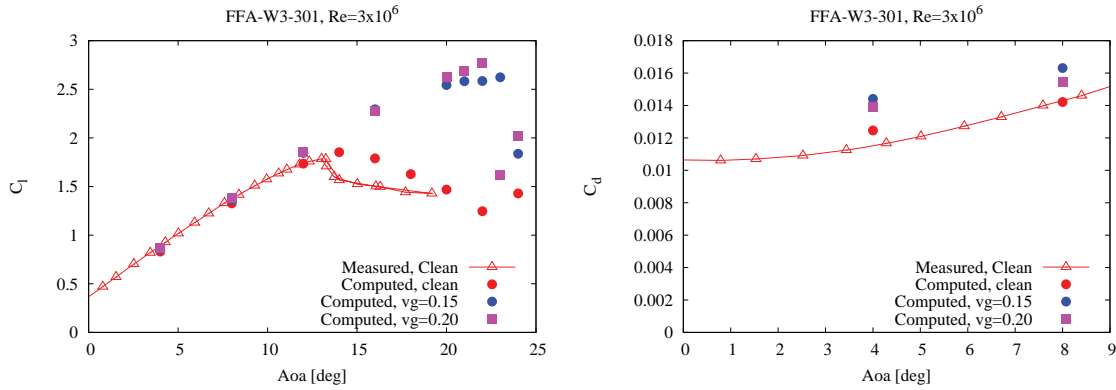 FFA-W3-301, Re=3x10^6
3
2.5
2
1.5
1
0.5
0
C_l
Measured, Clean
Computed, clean
Computed, vg=0.15
Computed, vg=0.20
0 5 10 15 20 25
Aoa [deg]
FFA-W3-301, Re=3x10^6
0.018
0.016
0.014
0.012
0.01
0.008
0.006
0.004
0.002
0
C_d
Measured, Clean
Computed, clean
Computed, vg=0.15
Computed, vg=0.20
0 1 2 3 4 5 6 7 8 9
Aoa [deg]